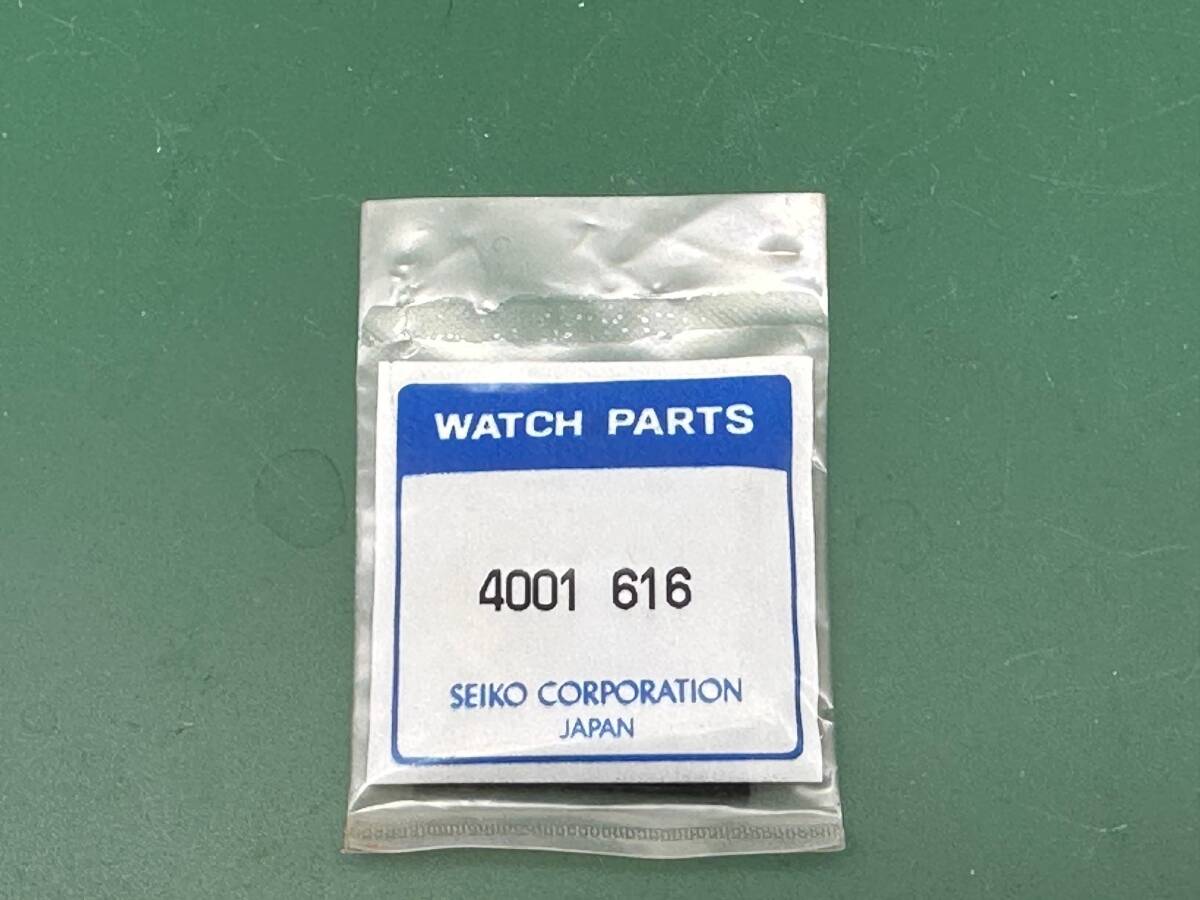 WATCH PARTS
4001 616
SEIKO CORPORATION
JAPAN